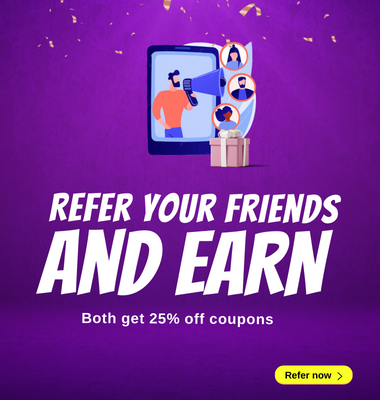 REFER YOUR FRIENDS
AND EARN
Both get 25% off coupons
Refer now >